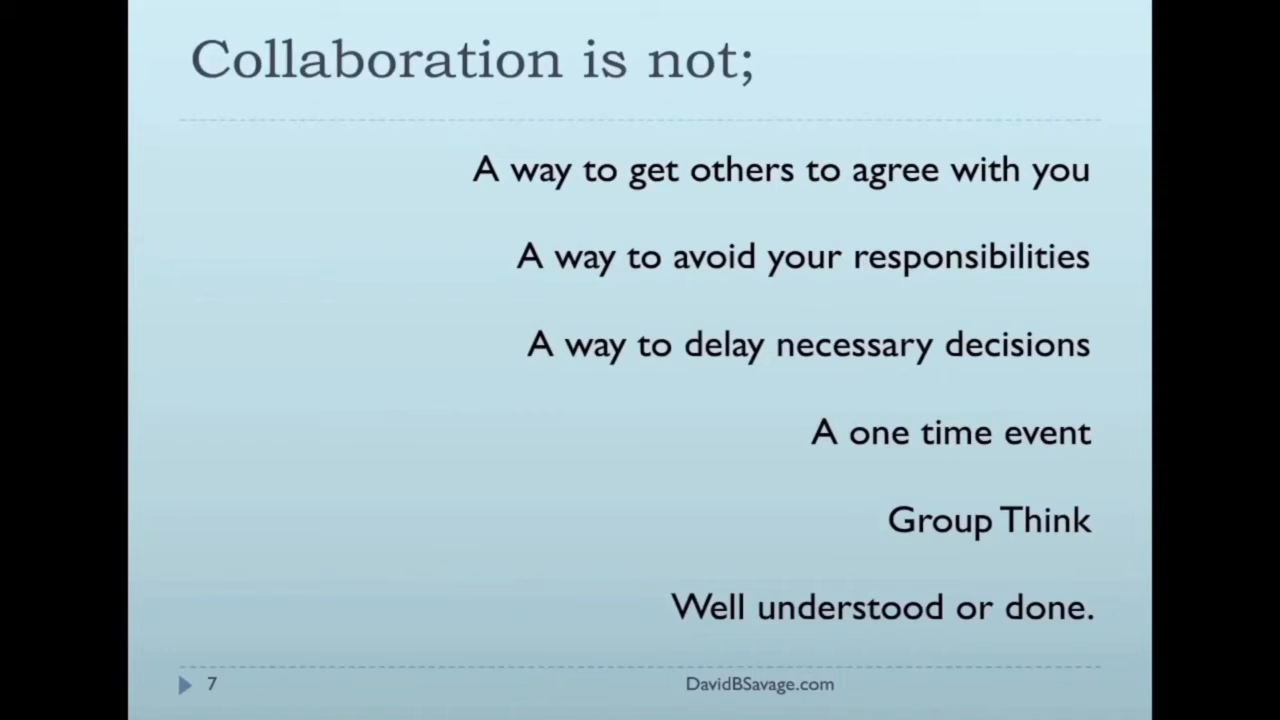 Collaboration is not;
A way to get others to agree with you
A way to avoid your responsibilities
A way to delay necessary decisions
A one time event
Group Think
Well understood or done.
7
DavidBSavage.com